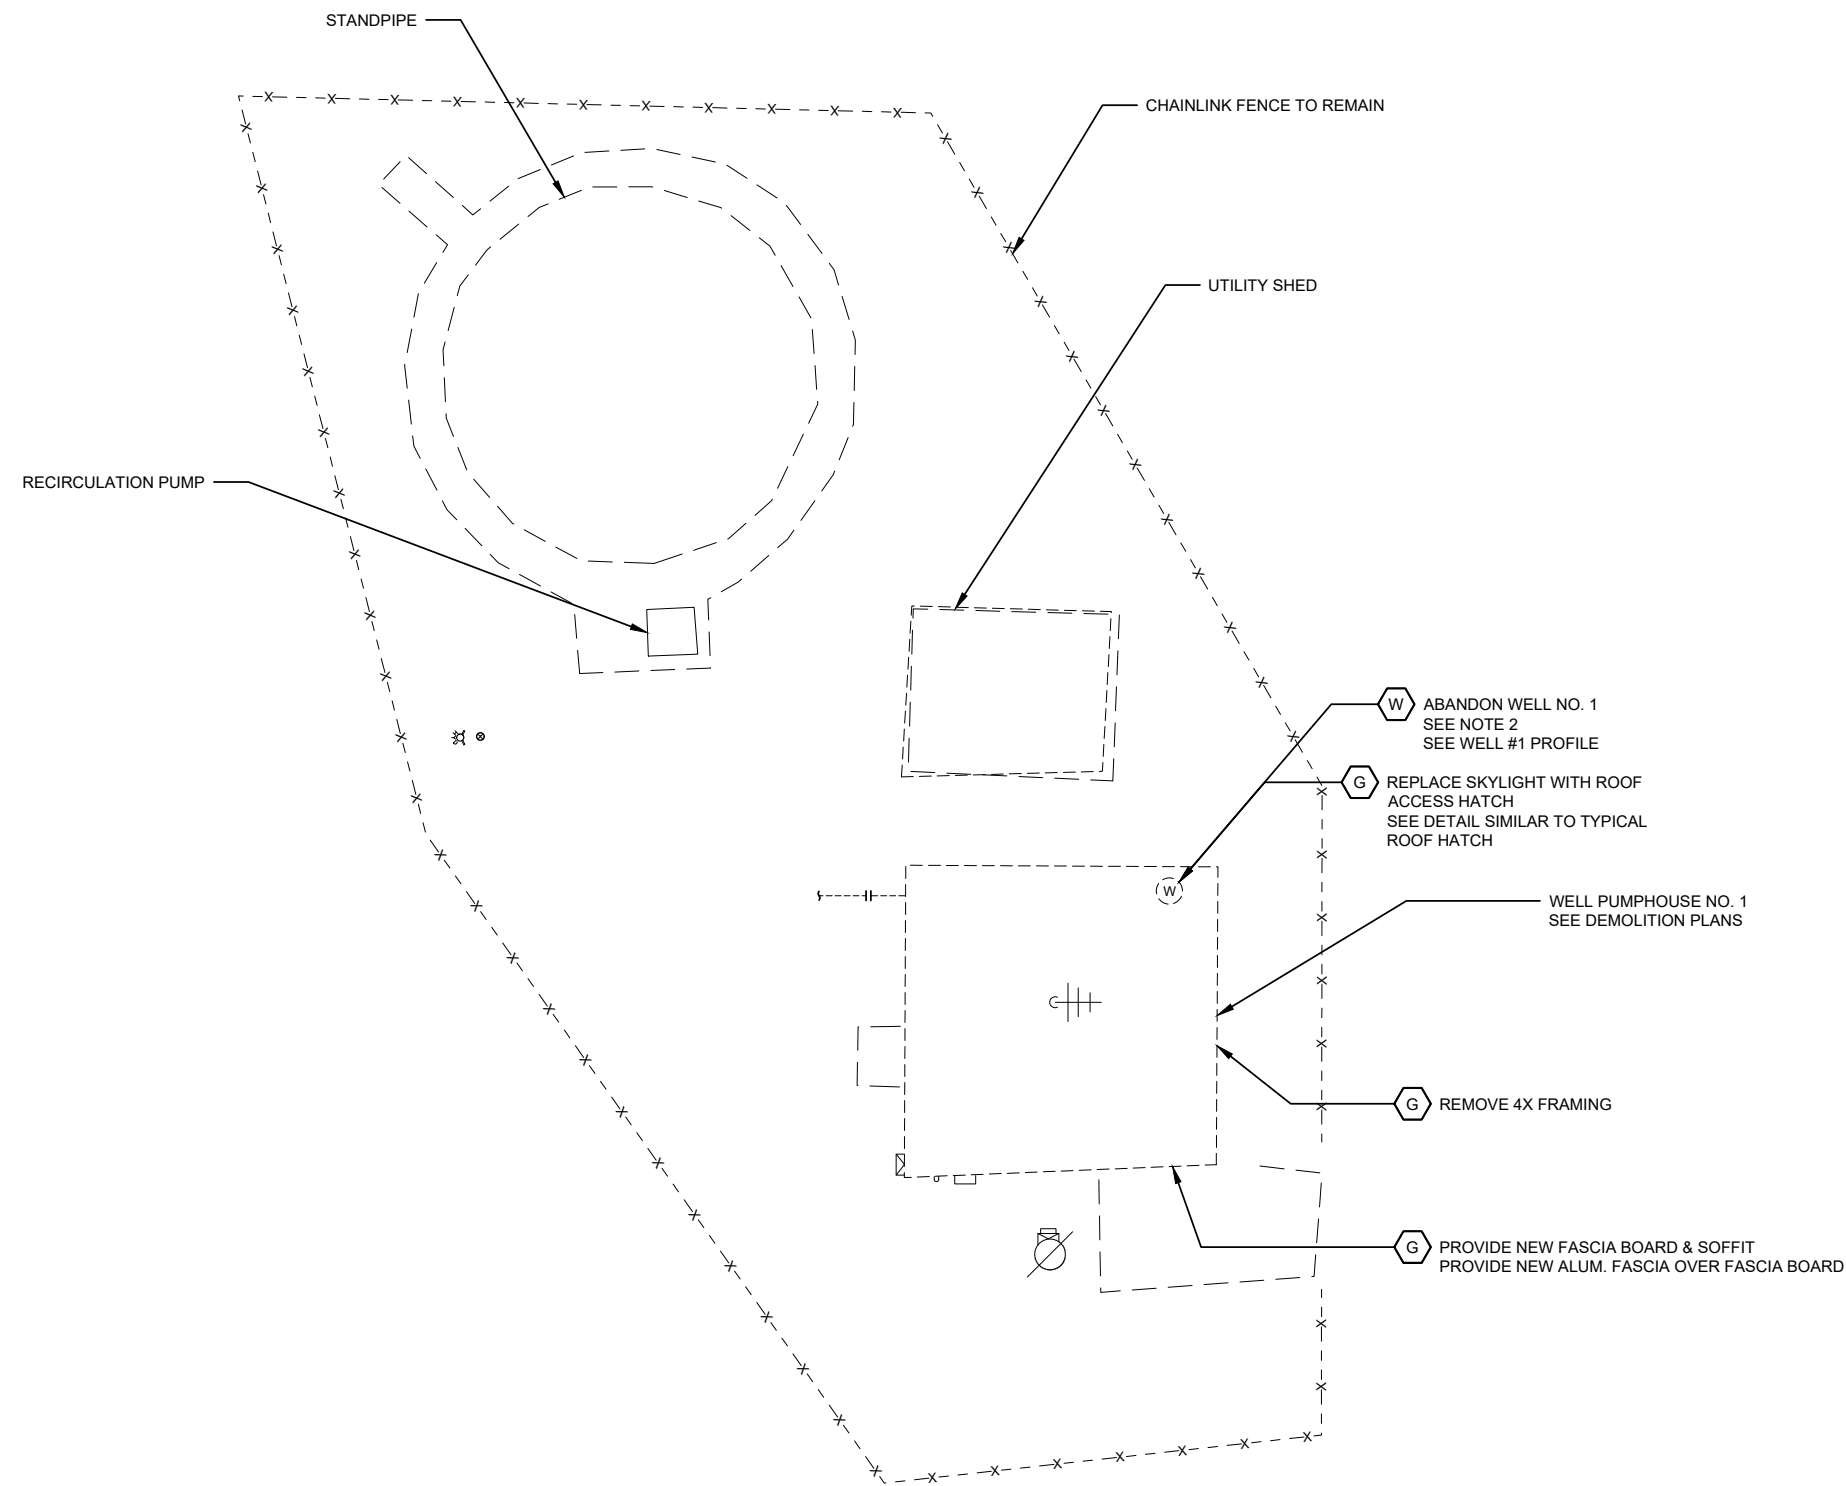 STANDPIPE
CHAINLINK FENCE TO REMAIN
UTILITY SHED
RECIRCULATION PUMP
W
ABANDON WELL NO. 1
SEE NOTE 2
SEE WELL #1 PROFILE
G
REPLACE SKYLIGHT WITH ROOF
ACCESS HATCH
SEE DETAIL SIMILAR TO TYPICAL
ROOF HATCH
W
WELL PUMPHOUSE NO. 1
SEE DEMOLITION PLANS
G
REMOVE 4X FRAMING
G
PROVIDE NEW FASCIA BOARD & SOFFIT
PROVIDE NEW ALUM. FASCIA OVER FASCIA BOARD